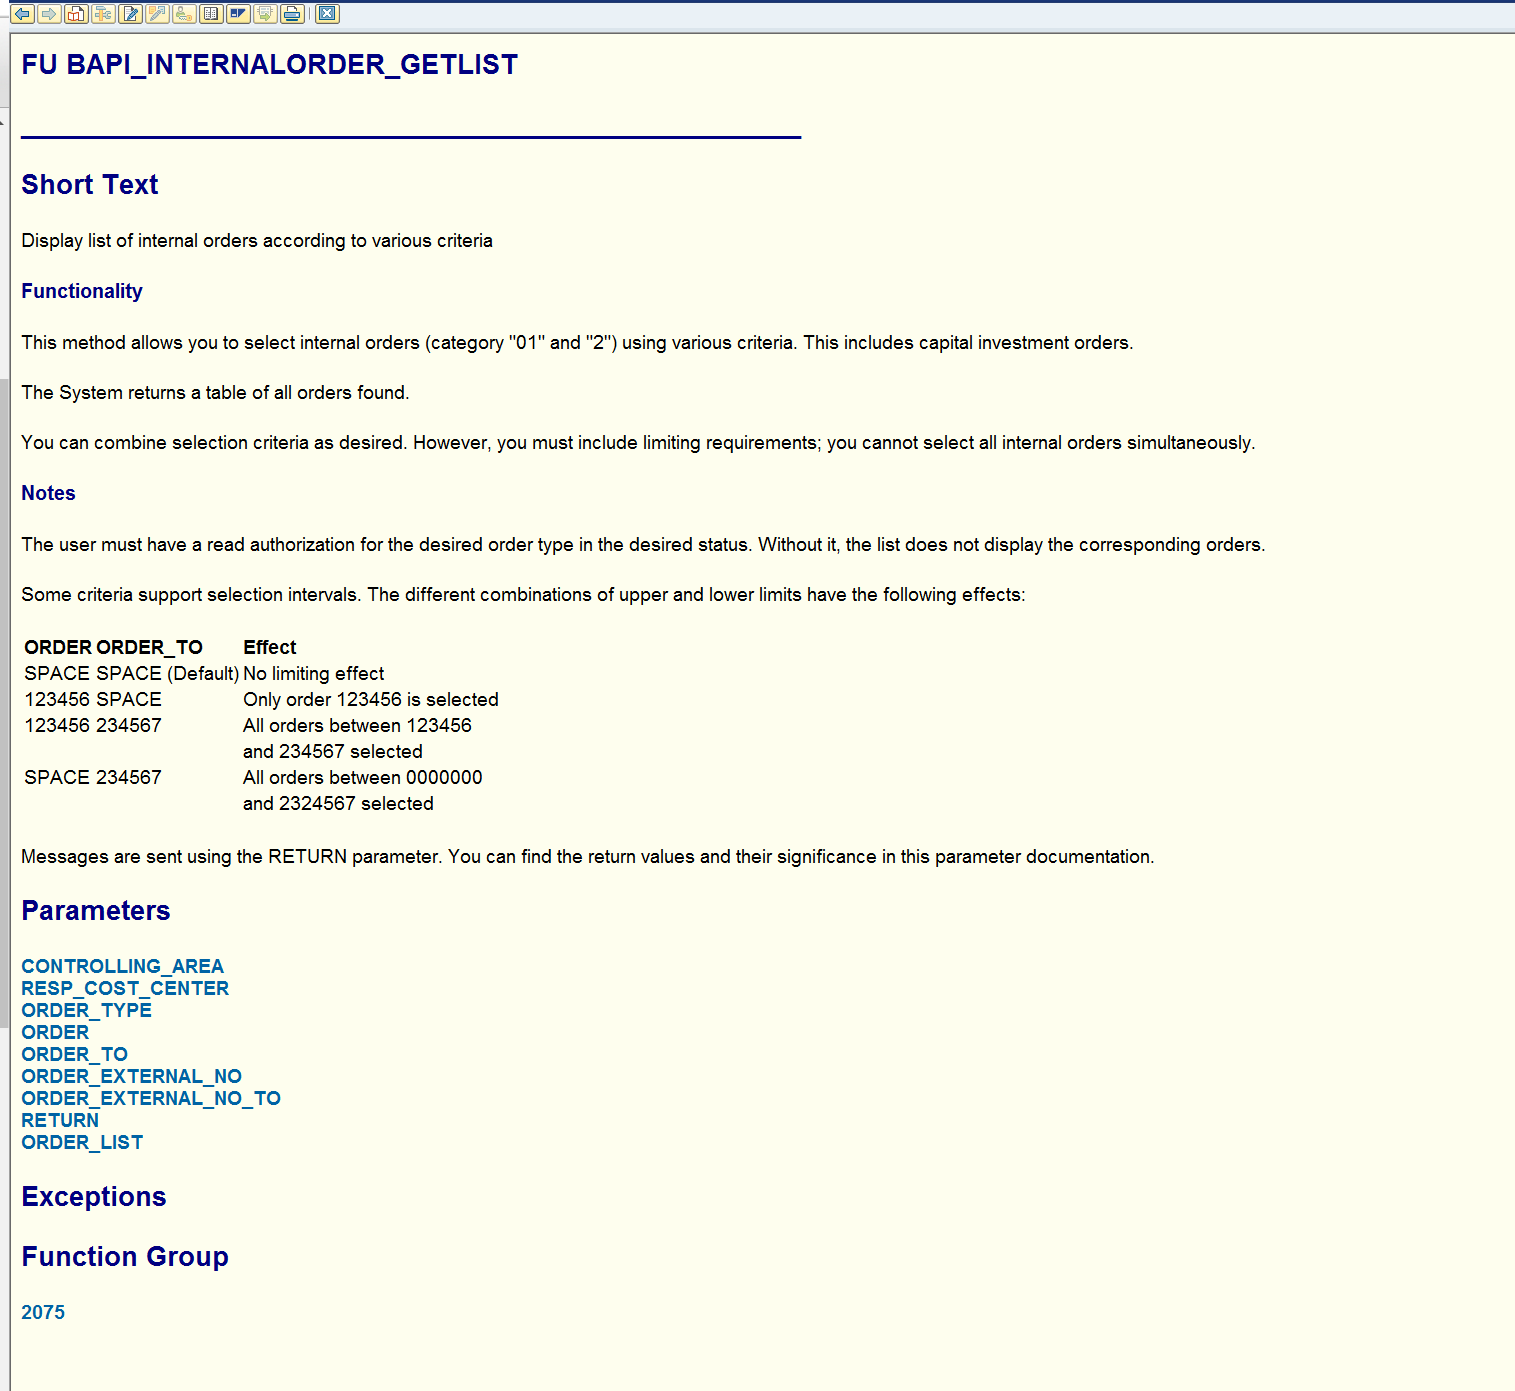 FU BAPI_INTERNALORDER_GETLIST
Short Text
Display list of internal orders according to various criteria
Functionality
This method allows you to select internal orders (category "01" and "2") using various criteria. This includes capital investment orders.
The System returns a table of all orders found.
You can combine selection criteria as desired. However, you must include limiting requirements; you cannot select all internal orders simultaneously.
Notes
The user must have a read authorization for the desired order type in the desired status. Without it, the list does not display the corresponding orders.
Some criteria support selection intervals. The different combinations of upper and lower limits have the following effects:
ORDER ORDER_TO Effect
SPACE SPACE (Default) No limiting effect
123456 SPACE Only order 123456 is selected
123456 234567 All orders between 123456
and 234567 selected
SPACE 234567 All orders between 0000000
and 2324567 selected
Messages are sent using the RETURN parameter. You can find the return values and their significance in this parameter documentation.
Parameters
CONTROLLING_AREA
RESP_COST_CENTER
ORDER_TYPE
ORDER
ORDER_TO
ORDER_EXTERNAL_NO
ORDER_EXTERNAL_NO_TO
RETURN
ORDER_LIST
Exceptions
Function Group
2075